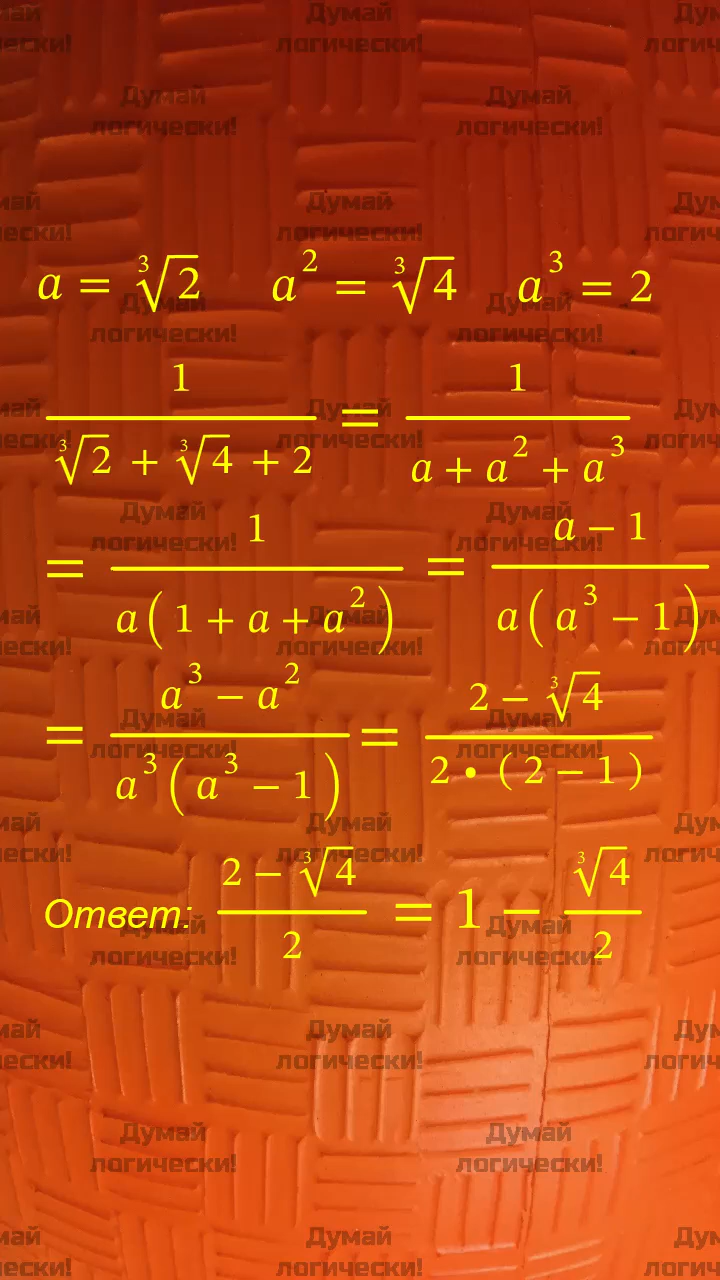 a = ∛2 a² = ∛4 a³ = 2
1/(∛2 + ∛4 + 2) = 1/(a + a² + a³)
= 1/(a(1 + a + a²)) = (a − 1)/(a(a³ − 1))
= (a³ − a²)/(a³(a³ − 1)) = (2 − ∛4)/(2 • (2 − 1))
Ответ: (2 − ∛4)/2 = 1 − ∛4/2
Думай
логически!